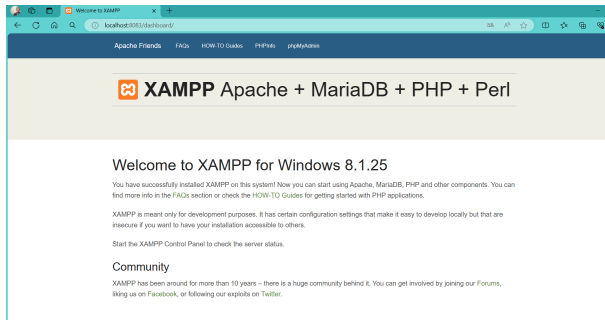 Welcome to XAMPP
localhost:8083/dashboard/
Apache Friends FAQs HOW-TO Guides PHPInfo phpMyAdmin
XAMPP Apache + MariaDB + PHP + Perl
Welcome to XAMPP for Windows 8.1.25
You have successfully installed XAMPP on this system! Now you can start using Apache, MariaDB, PHP and other components. You can
find more info in the FAQs section or check the HOW-TO Guides for getting started with PHP applications.
XAMPP is meant only for development purposes. It has certain configuration settings that make it easy to develop locally but that are
insecure if you want to have your installation accessible to others.
Start the XAMPP Control Panel to check the server status.
Community
XAMPP has been around for more than 10 years – there is a huge community behind it. You can get involved by joining our Forums,
liking us on Facebook, or following our exploits on Twitter.